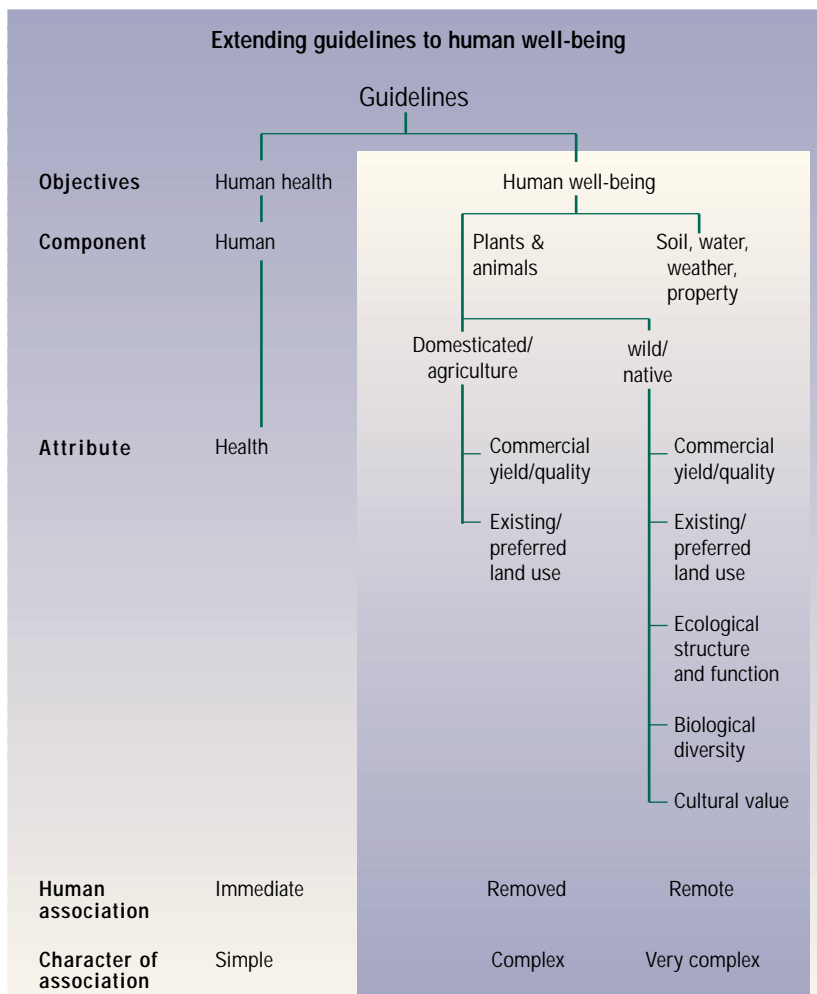 Extending guidelines to human well-being
Guidelines
Objectives Human health Human well-being
Component Human Plants & Soil, water,
animals weather,
property
Domesticated/ wild/
agriculture native
Attribute Health Commercial Commercial
yield/quality yield/quality
Existing/ Existing/
preferred preferred
land use land use
Ecological
structure
and function
Biological
diversity
Cultural value
Human Immediate Removed Remote
association
Character of Simple Complex Very complex
association